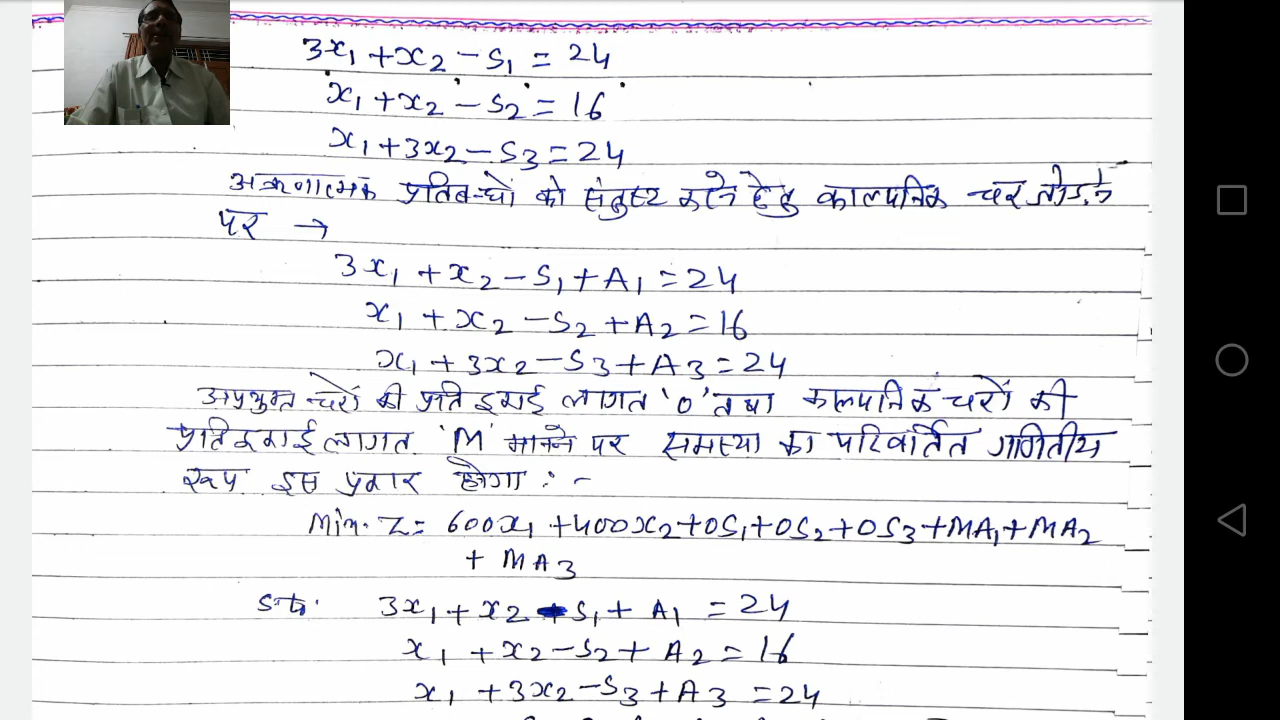 3x₁ + x₂ - S₁ = 24
x₁ + x₂ - S₂ = 16
x₁ + 3x₂ - S₃ = 24
अऋणात्मक प्रतिबन्धों को संतुष्ट करने हेतु काल्पनिक चर जोड़ने
पर →
3x₁ + x₂ - S₁ + A₁ = 24
x₁ + x₂ - S₂ + A₂ = 16
x₁ + 3x₂ - S₃ + A₃ = 24
अप्रयुक्त चरों की प्रति इकाई लागत '0' तथा काल्पनिक चरों की
प्रति इकाई लागत 'M' मानने पर समस्या का परिवर्तित गणितीय
रूप इस प्रकार होगा :-
Min. Z = 600x₁ + 400x₂ + 0S₁ + 0S₂ + 0S₃ + MA₁ + MA₂
+ MA₃
S.t. 3x₁ + x₂ - S₁ + A₁ = 24
x₁ + x₂ - S₂ + A₂ = 16
x₁ + 3x₂ - S₃ + A₃ = 24